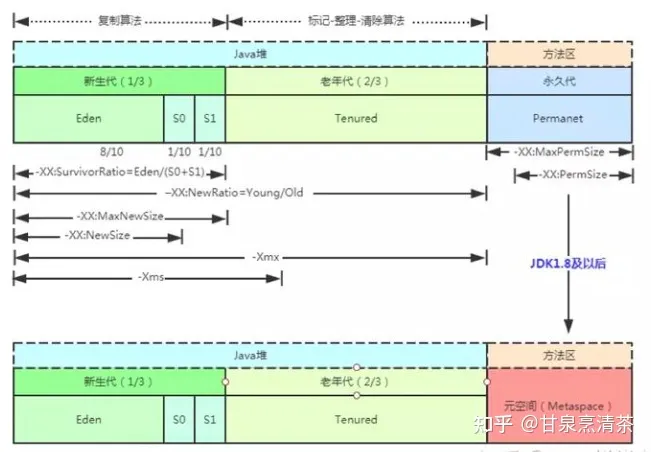 复制算法 标记-整理-清除算法
Java堆 方法区
新生代（1/3） 老年代（2/3） 永久代
Eden S0 S1 Tenured Permanet
8/10 1/10 1/10
-XX:MaxPermSize
-XX:SurvivorRatio=Eden/(S0+S1)
-XX:PermSize
-XX:NewRatio=Young/Old
-XX:MaxNewSize
-XX:NewSize
-Xmx
JDK1.8及以后
-Xms
Java堆 方法区
新生代（1/3） 老年代（2/3）
元空间（Metaspace）
Eden S0 S1 Tenured
知乎 @甘泉烹清茶